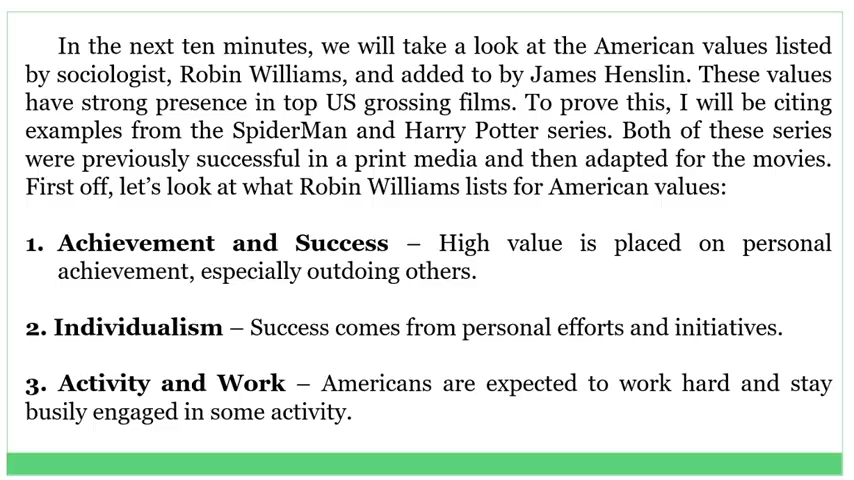 In the next ten minutes, we will take a look at the American values listed
by sociologist, Robin Williams, and added to by James Henslin. These values
have strong presence in top US grossing films. To prove this, I will be citing
examples from the SpiderMan and Harry Potter series. Both of these series
were previously successful in a print media and then adapted for the movies.
First off, let’s look at what Robin Williams lists for American values:
1. Achievement and Success – High value is placed on personal
achievement, especially outdoing others.
2. Individualism – Success comes from personal efforts and initiatives.
3. Activity and Work – Americans are expected to work hard and stay
busily engaged in some activity.